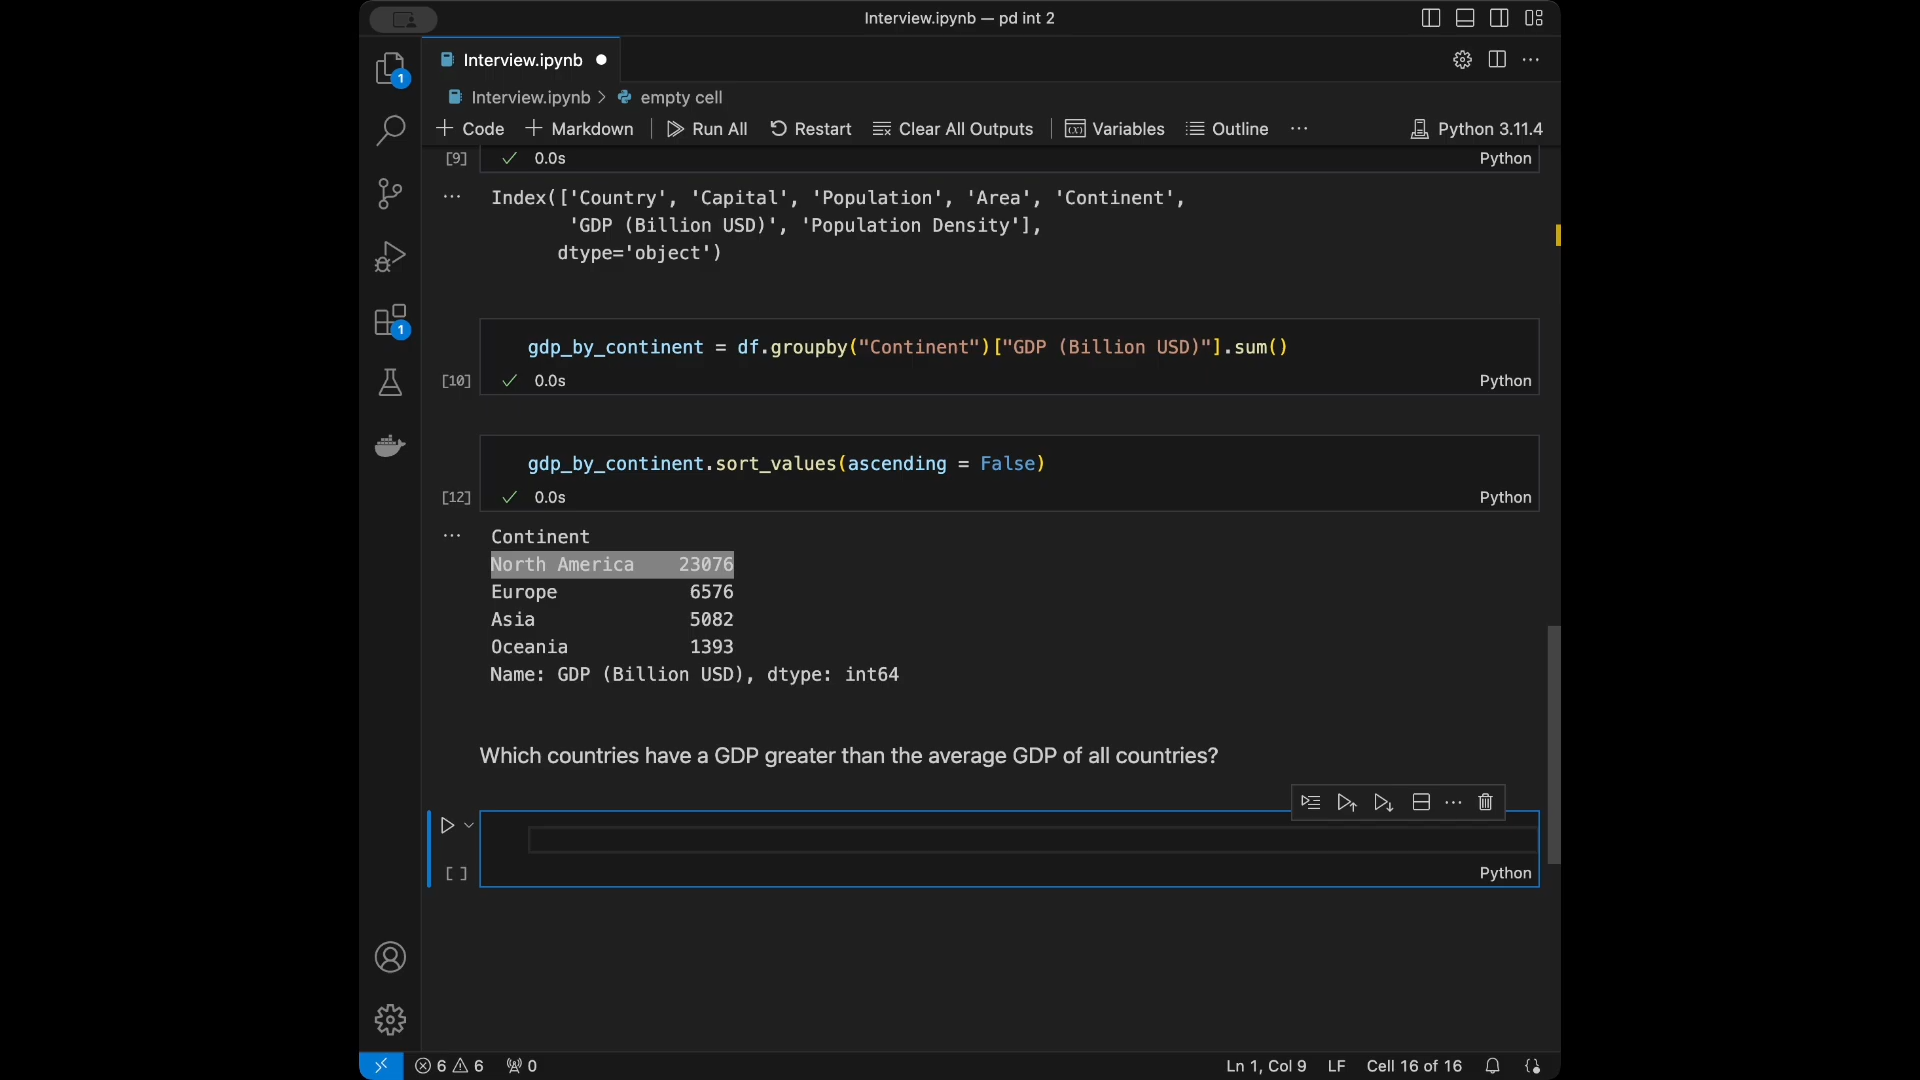 Interview.ipynb — pd int 2
Interview.ipynb
1
Interview.ipynb > empty cell
Code Markdown Run All Restart Clear All Outputs Variables Outline ... Python 3.11.4
[9] 0.0s Python
Index(['Country', 'Capital', 'Population', 'Area', 'Continent',
'GDP (Billion USD)', 'Population Density'],
dtype='object')
1
gdp_by_continent = df.groupby("Continent")["GDP (Billion USD)"].sum()
[10] 0.0s Python
gdp_by_continent.sort_values(ascending = False)
[12] 0.0s Python
Continent
North America 23076
Europe 6576
Asia 5082
Oceania 1393
Name: GDP (Billion USD), dtype: int64
Which countries have a GDP greater than the average GDP of all countries?
[ ] Python
6 6 0 Ln 1, Col 9 LF Cell 16 of 16